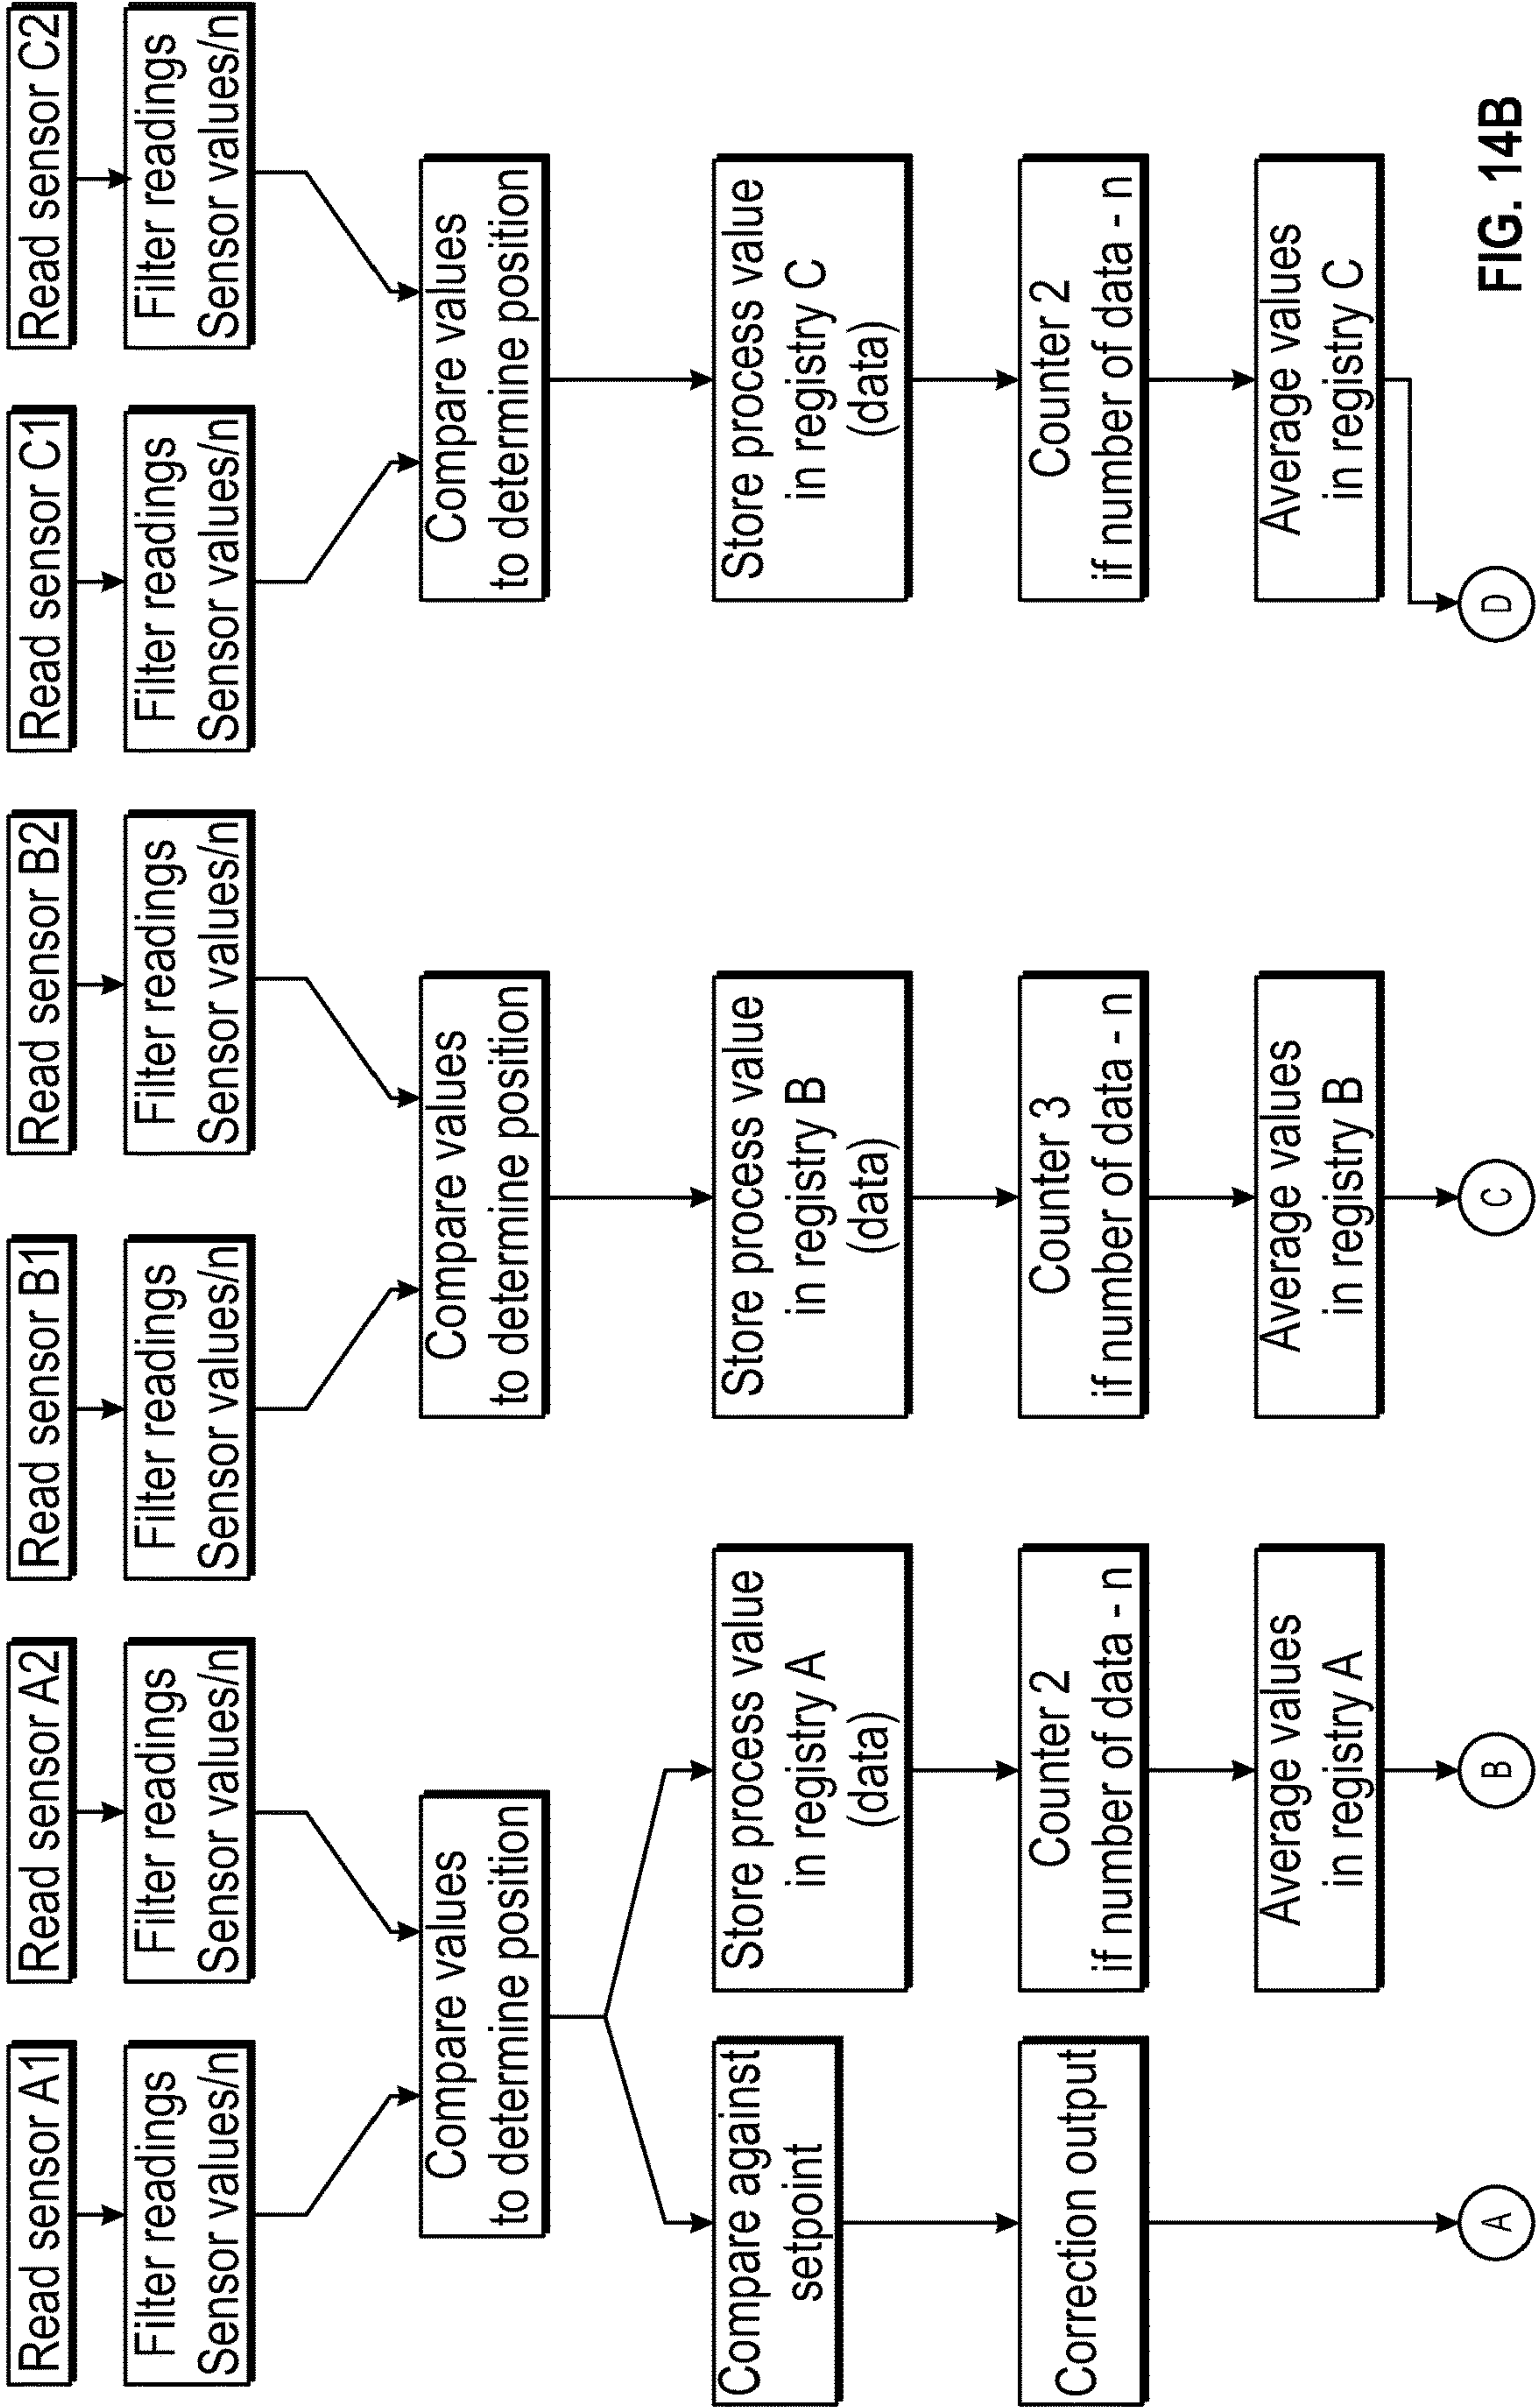 Read sensor A1
Read sensor A2
Read sensor B1
Read sensor B2
Read sensor C1
Read sensor C2
Filter readings
Sensor values/n
Filter readings
Sensor values/n
Filter readings
Sensor values/n
Filter readings
Sensor values/n
Filter readings
Sensor values/n
Filter readings
Sensor values/n
Compare values
to determine position
Compare values
to determine position
Compare values
to determine position
Compare against
setpoint
Store process value
in registry A
(data)
Store process value
in registry B
(data)
Store process value
in registry C
(data)
Correction output
Counter 2
if number of data - n
Counter 3
if number of data - n
Counter 2
if number of data - n
Average values
in registry A
Average values
in registry B
Average values
in registry C
A
B
C
D
FIG. 14B